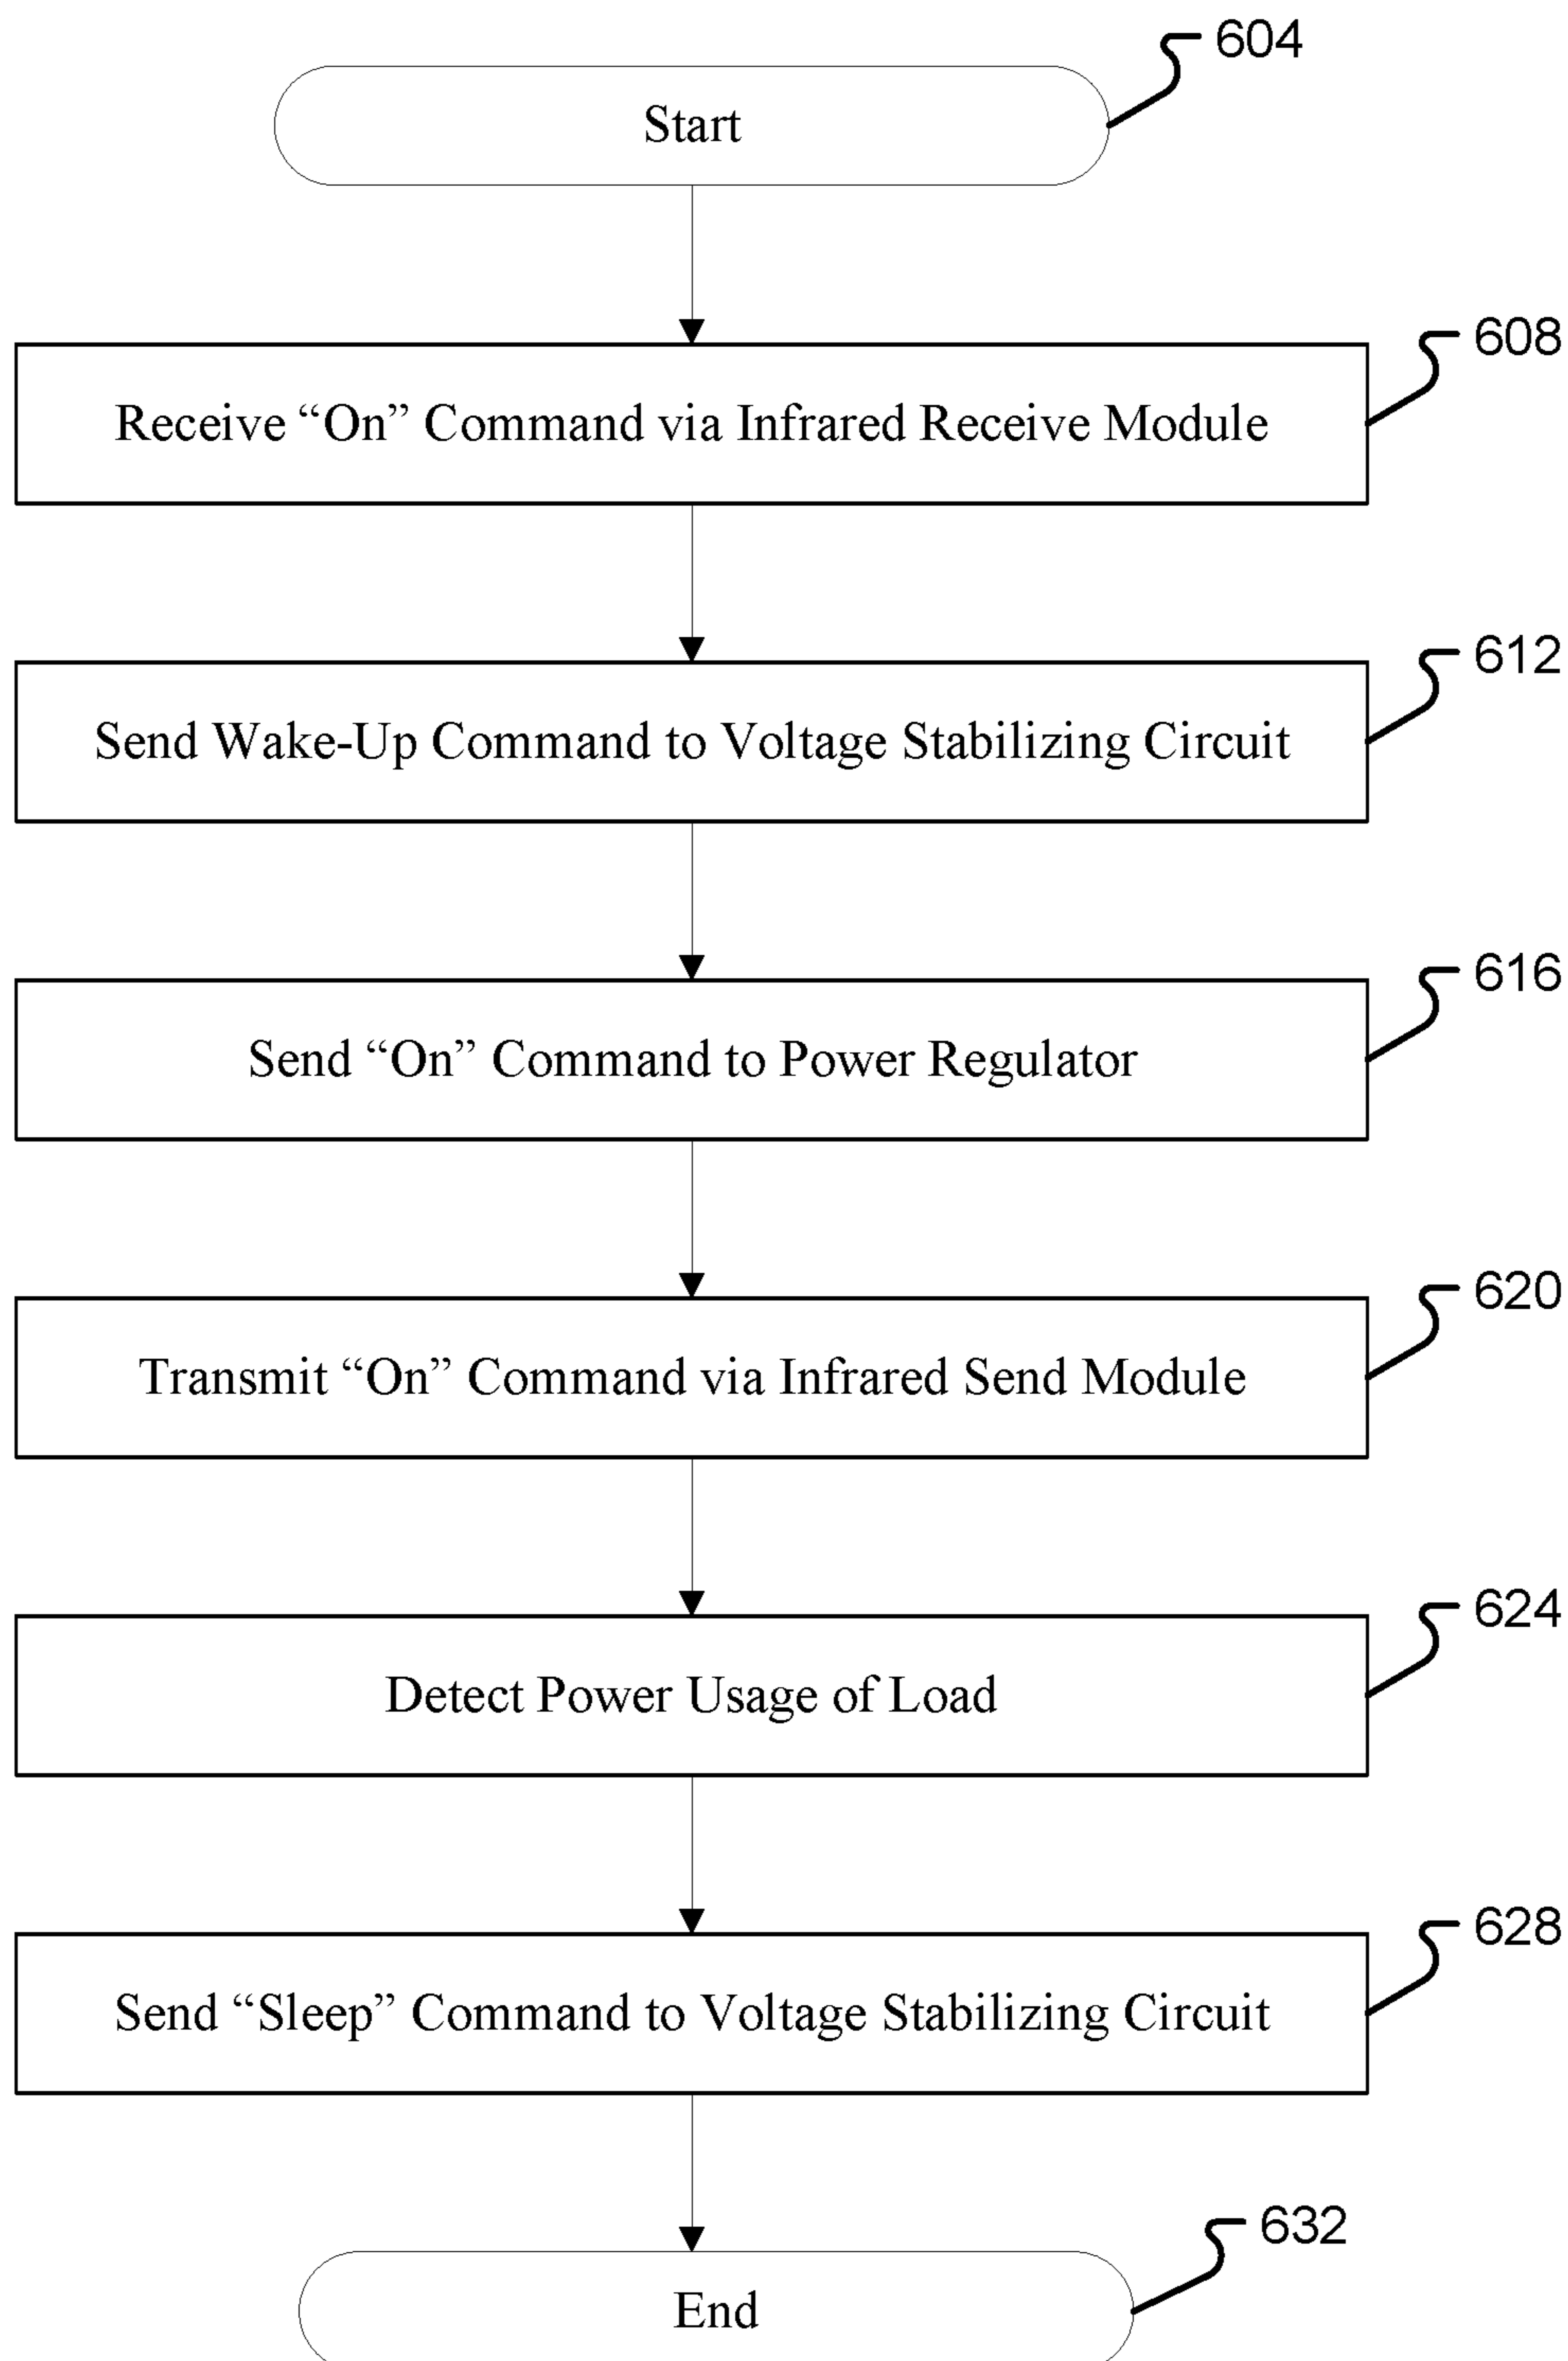 604
Start
608
Receive “On” Command via Infrared Receive Module
612
Send Wake-Up Command to Voltage Stabilizing Circuit
616
Send “On” Command to Power Regulator
620
Transmit “On” Command via Infrared Send Module
624
Detect Power Usage of Load
628
Send “Sleep” Command to Voltage Stabilizing Circuit
632
End